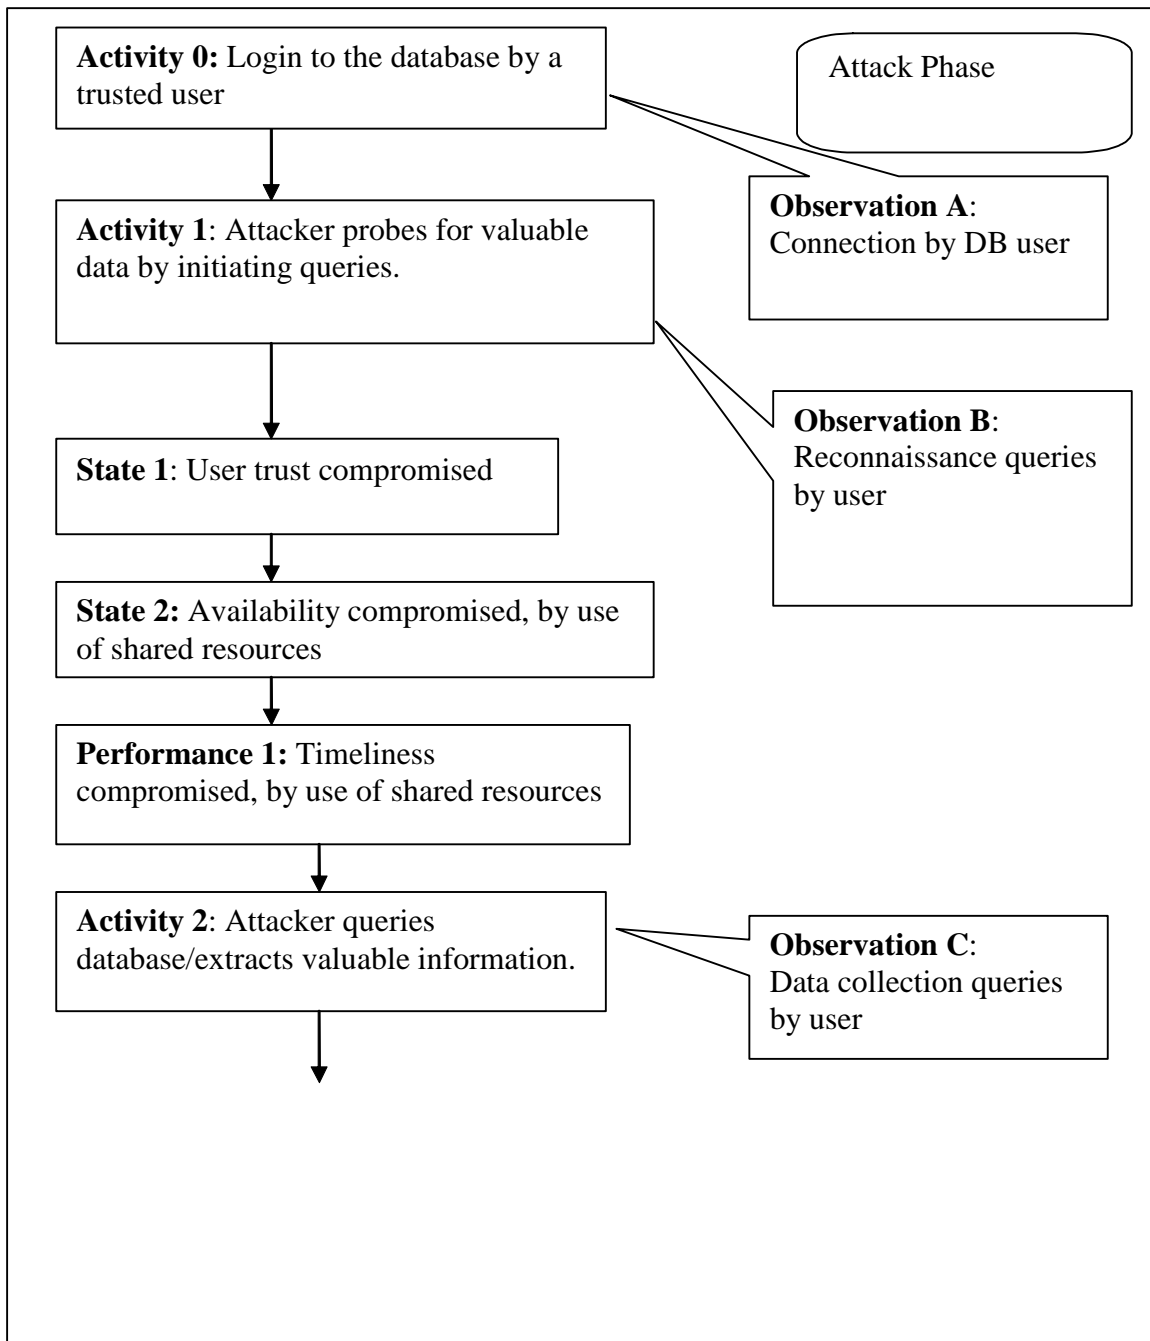 Activity 0: Login to the database by a
trusted user
Attack Phase
Observation A:
Connection by DB user
Activity 1: Attacker probes for valuable
data by initiating queries.
Observation B:
Reconnaissance queries
by user
State 1: User trust compromised
State 2: Availability compromised, by use
of shared resources
Performance 1: Timeliness
compromised, by use of shared resources
Activity 2: Attacker queries
database/extracts valuable information.
Observation C:
Data collection queries
by user